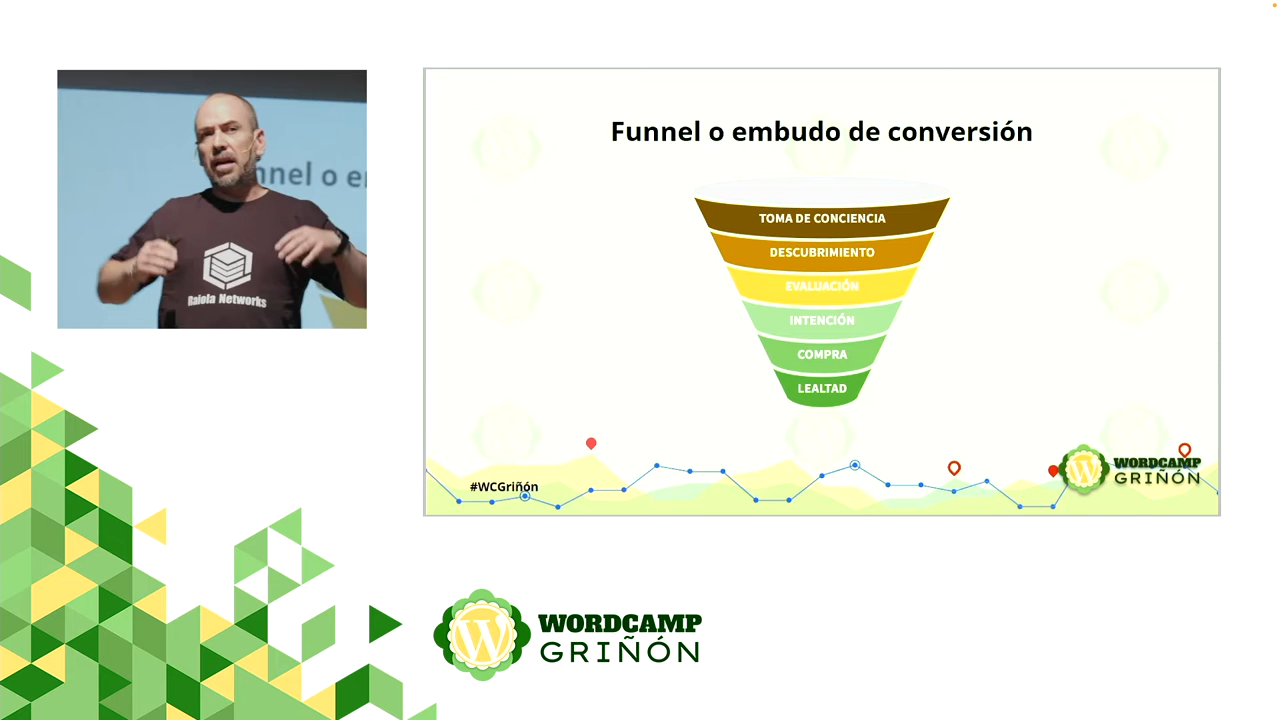 nnel o e
Raiola Networks
Funnel o embudo de conversión
TOMA DE CONCIENCIA
DESCUBRIMIENTO
EVALUACIÓN
INTENCIÓN
COMPRA
LEALTAD
#WCGriñón
WORDCAMP
GRIÑÓN
WORDCAMP
GRIÑÓN